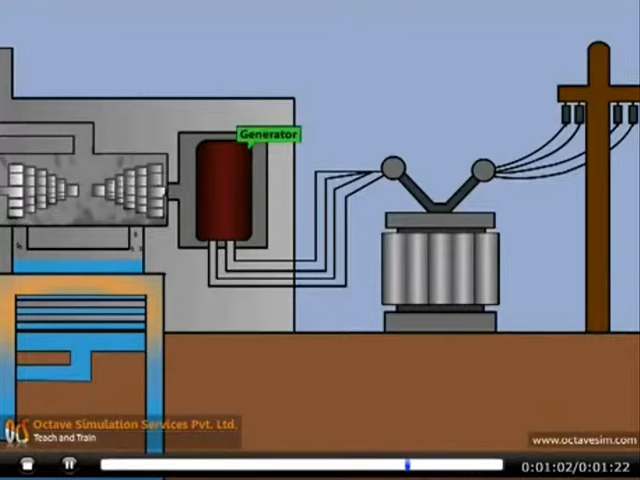 Generator
Octave Simulation Services Pvt. Ltd.
Teach and Train
www.octavesim.com
0:01:02/0:01:22